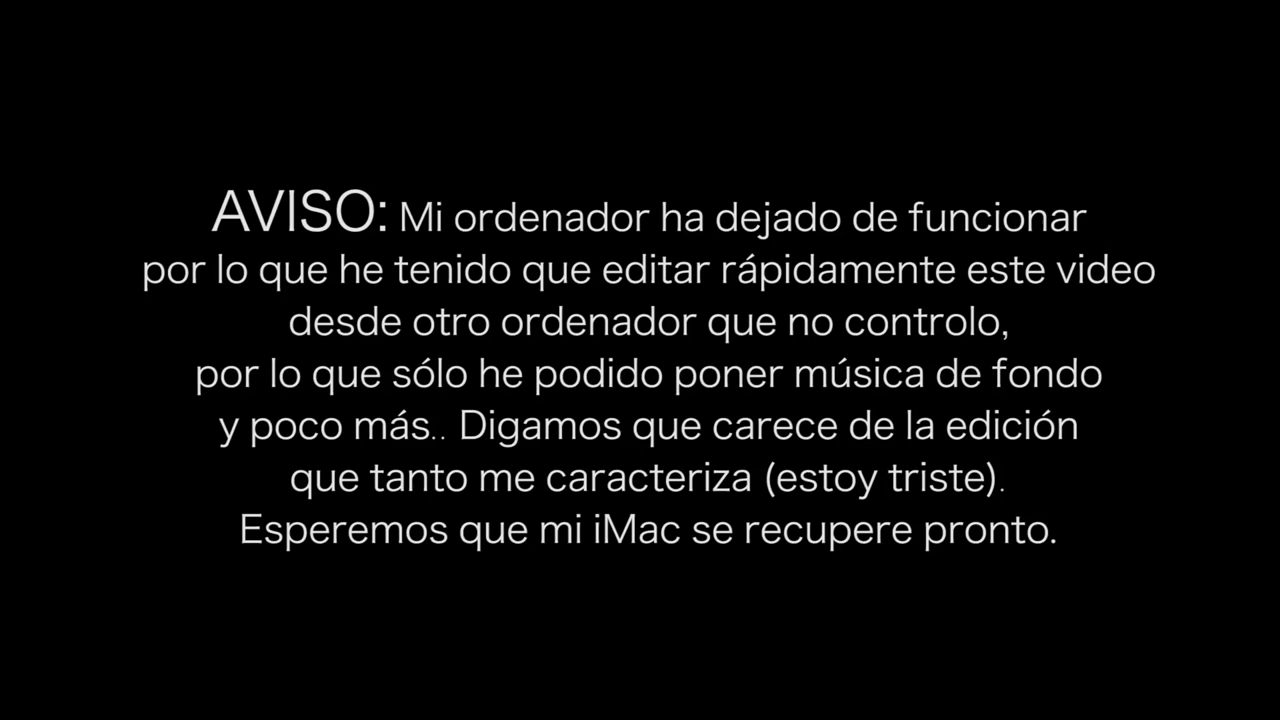 AVISO: Mi ordenador ha dejado de funcionar
por lo que he tenido que editar rápidamente este video
desde otro ordenador que no controlo,
por lo que sólo he podido poner música de fondo
y poco más.. Digamos que carece de la edición
que tanto me caracteriza (estoy triste).
Esperemos que mi iMac se recupere pronto.